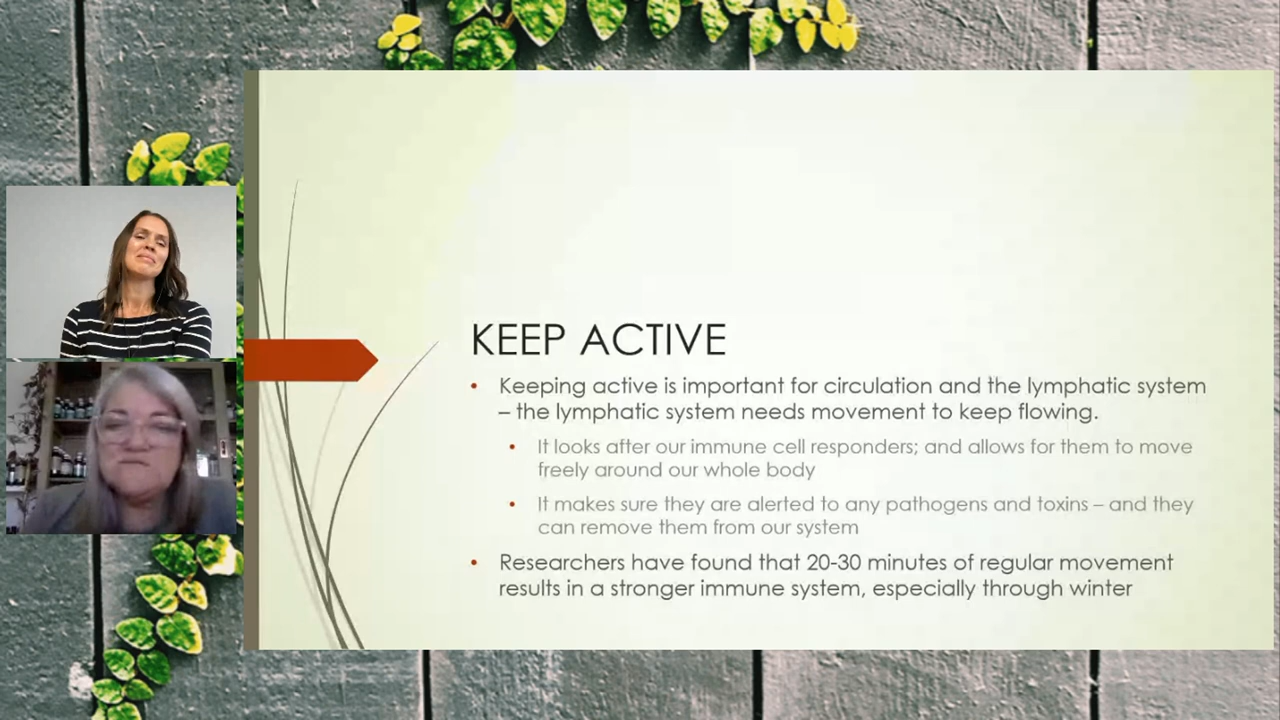 KEEP ACTIVE
• Keeping active is important for circulation and the lymphatic system
– the lymphatic system needs movement to keep flowing.
• It looks after our immune cell responders; and allows for them to move
freely around our whole body
• It makes sure they are alerted to any pathogens and toxins – and they
can remove them from our system
• Researchers have found that 20-30 minutes of regular movement
results in a stronger immune system, especially through winter